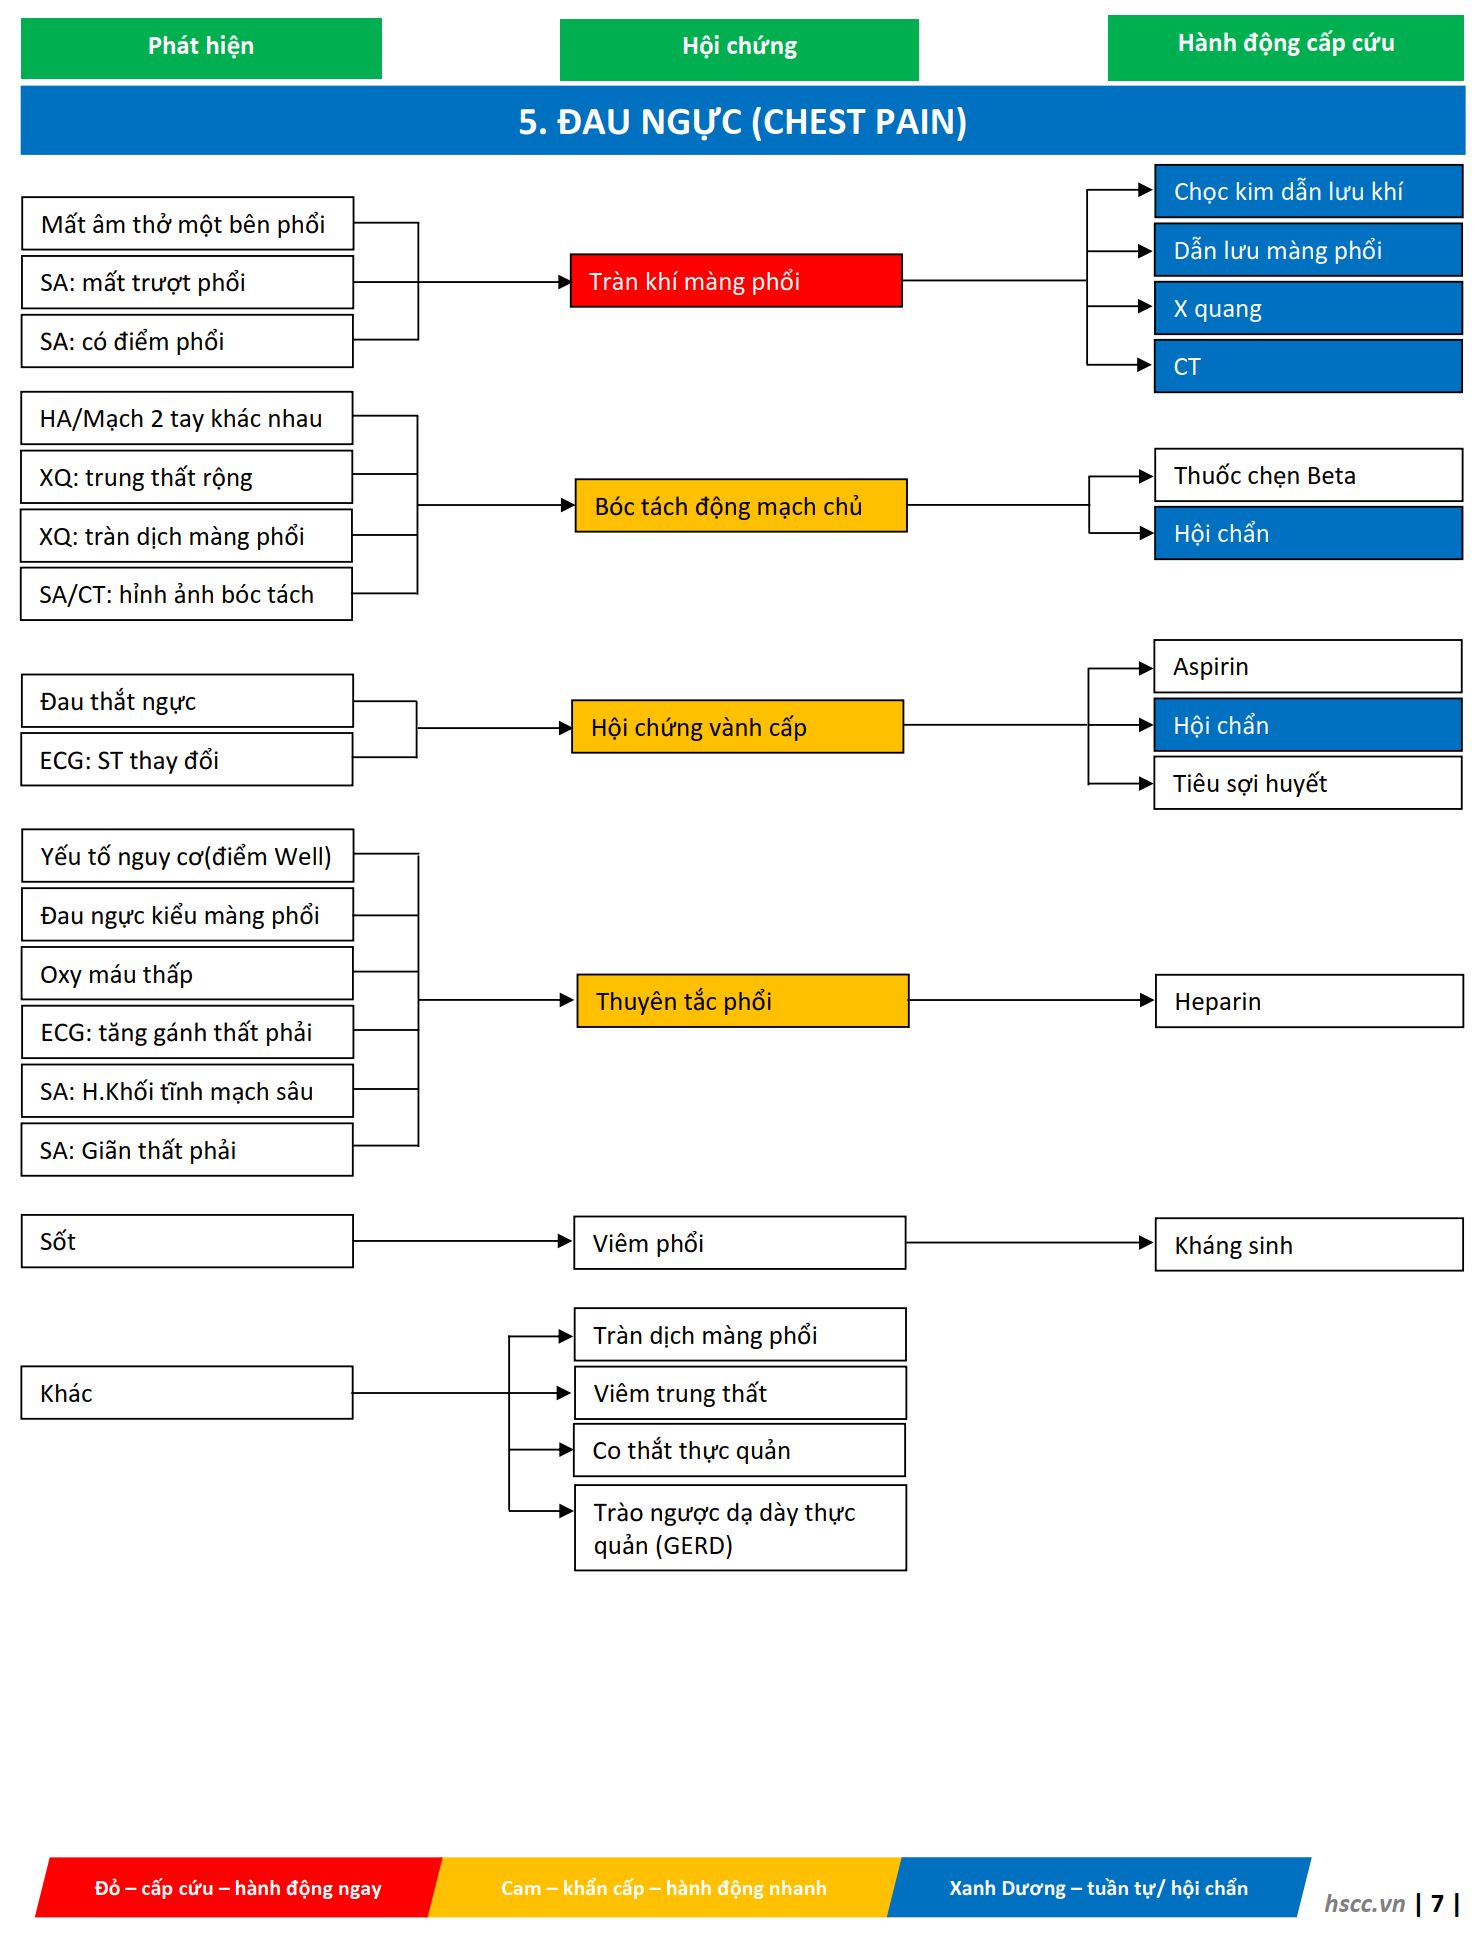 Phát hiện
Hội chứng
Hành động cấp cứu
5. ĐAU NGỰC (CHEST PAIN)
Mất âm thở một bên phổi
SA: mất trượt phổi
SA: có điểm phổi
Tràn khí màng phổi
Chọc kim dẫn lưu khí
Dẫn lưu màng phổi
X quang
CT
HA/Mạch 2 tay khác nhau
XQ: trung thất rộng
XQ: tràn dịch màng phổi
SA/CT: hỉnh ảnh bóc tách
Bóc tách động mạch chủ
Thuốc chẹn Beta
Hội chẩn
Đau thắt ngực
ECG: ST thay đổi
Hội chứng vành cấp
Aspirin
Hội chẩn
Tiêu sợi huyết
Yếu tố nguy cơ(điểm Well)
Đau ngực kiểu màng phổi
Oxy máu thấp
ECG: tăng gánh thất phải
SA: H.Khối tĩnh mạch sâu
SA: Giãn thất phải
Thuyên tắc phổi
Heparin
Sốt
Viêm phổi
Kháng sinh
Khác
Tràn dịch màng phổi
Viêm trung thất
Co thắt thực quản
Trào ngược dạ dày thực
quản (GERD)
Đỏ – cấp cứu – hành động ngay
Cam – khẩn cấp – hành động nhanh
Xanh Dương – tuần tự/ hội chẩn
hscc.vn | 7 |